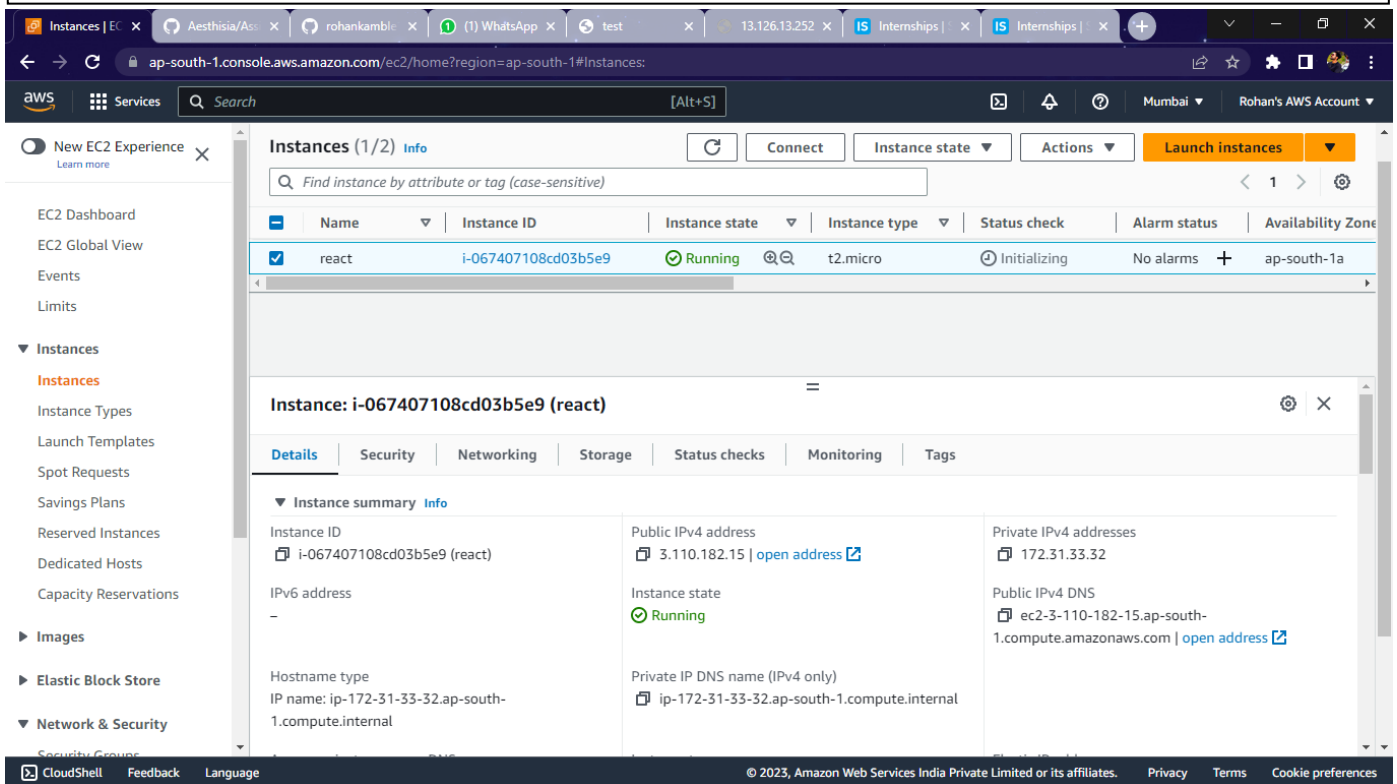 Instances | EC
Aesthisia/Ass
rohankamble
(1) WhatsApp
test
13.126.13.252
IS Internships |
IS Internships |
ap-south-1.console.aws.amazon.com/ec2/home?region=ap-south-1#Instances:
aws
Services
Search
[Alt+S]
Mumbai
Rohan's AWS Account
New EC2 Experience
Learn more
EC2 Dashboard
EC2 Global View
Events
Limits
Instances
Instances
Instance Types
Launch Templates
Spot Requests
Savings Plans
Reserved Instances
Dedicated Hosts
Capacity Reservations
Images
Elastic Block Store
Network & Security
Security Groups
Instances (1/2) Info
Connect
Instance state
Actions
Launch instances
Find instance by attribute or tag (case-sensitive)
1
Name Instance ID Instance state Instance type Status check Alarm status Availability Zone
react i-067407108cd03b5e9 Running t2.micro Initializing No alarms + ap-south-1a
Instance: i-067407108cd03b5e9 (react)
Details Security Networking Storage Status checks Monitoring Tags
Instance summary Info
Instance ID
i-067407108cd03b5e9 (react)
Public IPv4 address
3.110.182.15 | open address
Private IPv4 addresses
172.31.33.32
IPv6 address
–
Instance state
Running
Public IPv4 DNS
ec2-3-110-182-15.ap-south-
1.compute.amazonaws.com | open address
Hostname type
IP name: ip-172-31-33-32.ap-south-
1.compute.internal
Private IP DNS name (IPv4 only)
ip-172-31-33-32.ap-south-1.compute.internal
CloudShell Feedback Language
© 2023, Amazon Web Services India Private Limited or its affiliates. Privacy Terms Cookie preferences